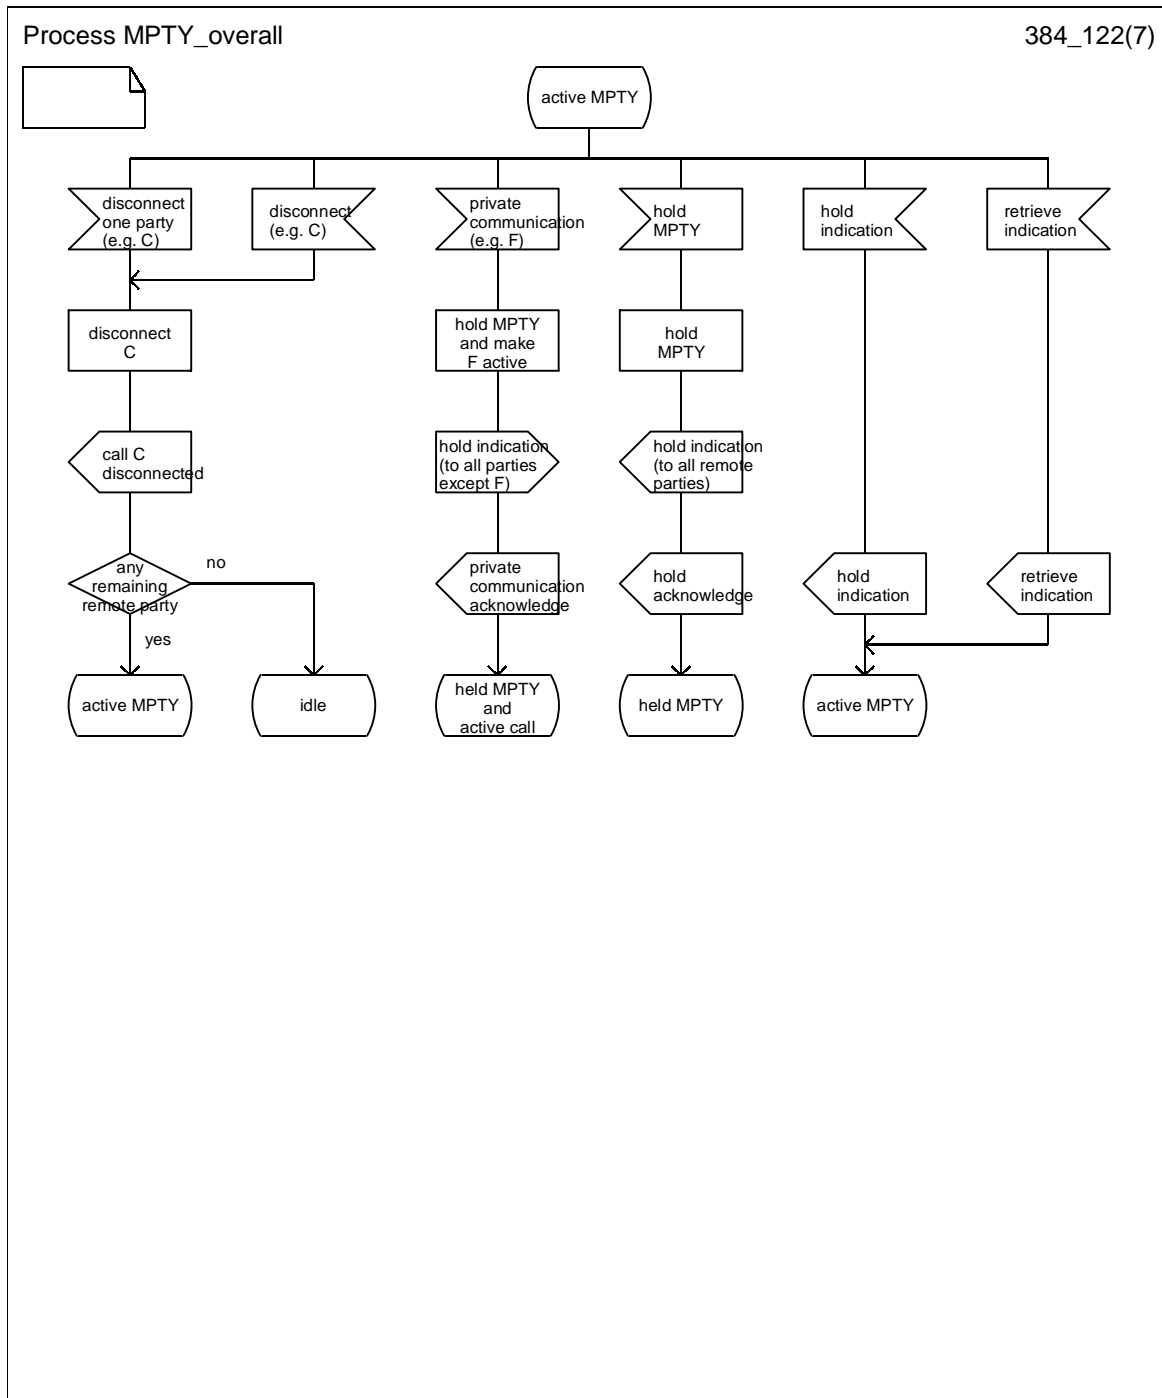 Process MPTY_overall
384_122(7)
active MPTY
disconnect
one party
(e.g. C)
disconnect
(e.g. C)
private
communication
(e.g. F)
hold
MPTY
hold
indication
retrieve
indication
disconnect
C
hold MPTY
and make
F active
hold
MPTY
call C
disconnected
hold indication
(to all parties
except F)
hold indication
(to all remote
parties)
any
remaining
remote party
no
yes
private
communication
acknowledge
hold
acknowledge
hold
indication
retrieve
indication
active MPTY
idle
held MPTY
and
active call
held MPTY
active MPTY